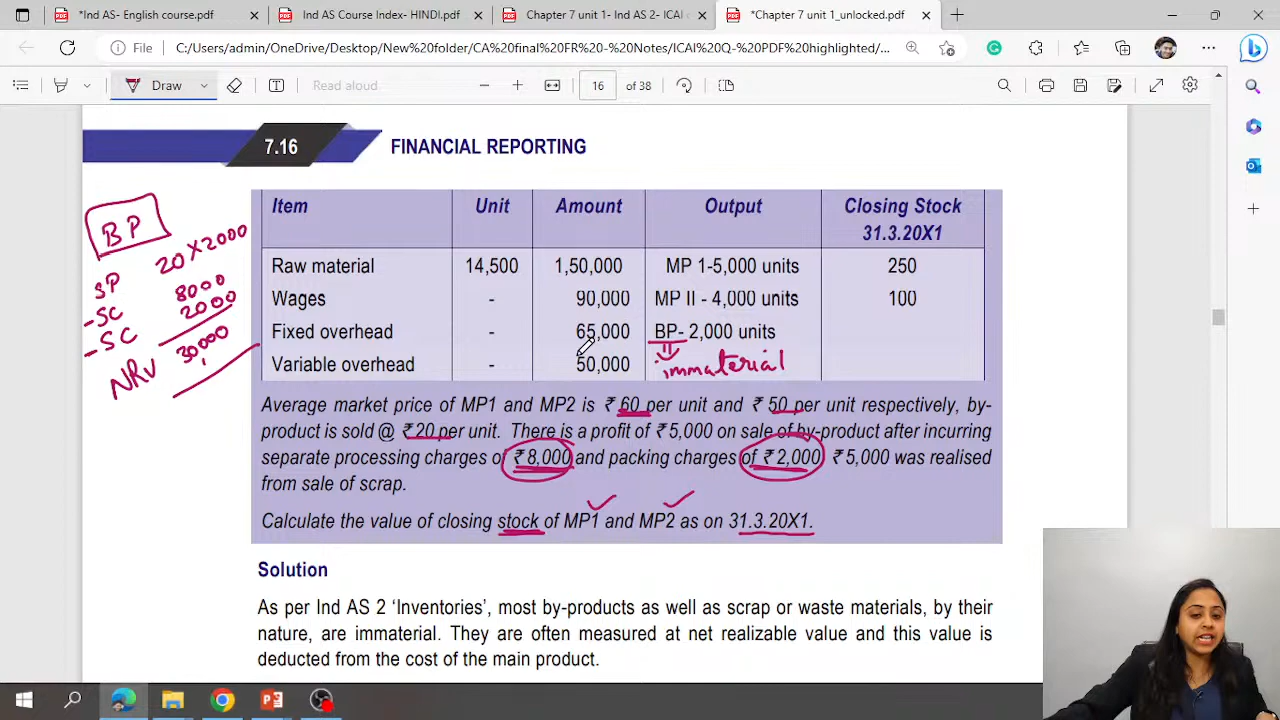 *Ind AS- English course.pdf
Ind AS Course Index- HINDI.pdf
Chapter 7 unit 1- Ind AS 2- ICAI
*Chapter 7 unit 1_unlocked.pdf
File C:/Users/admin/OneDrive/Desktop/New%20folder/CA%20final%20FR%20-%20Notes/ICAI%20Q-%20PDF%20highlighted/...
Draw Read aloud 16 of 38
7.16 FINANCIAL REPORTING
Item Unit Amount Output Closing Stock 31.3.20X1
Raw material 14,500 1,50,000 MP 1-5,000 units 250
Wages - 90,000 MP II - 4,000 units 100
Fixed overhead - 65,000 BP- 2,000 units
Variable overhead - 50,000
immaterial
BP
SP 20 X 2000
-SC 8000
-SC 2000
NRV 30,000
Average market price of MP1 and MP2 is ₹ 60 per unit and ₹ 50 per unit respectively, by-
product is sold @ ₹ 20 per unit. There is a profit of ₹ 5,000 on sale of by-product after incurring
separate processing charges of ₹ 8,000 and packing charges of ₹ 2,000 ₹ 5,000 was realised
from sale of scrap.
Calculate the value of closing stock of MP1 and MP2 as on 31.3.20X1.
Solution
As per Ind AS 2 ‘Inventories’, most by-products as well as scrap or waste materials, by their
nature, are immaterial. They are often measured at net realizable value and this value is
deducted from the cost of the main product.